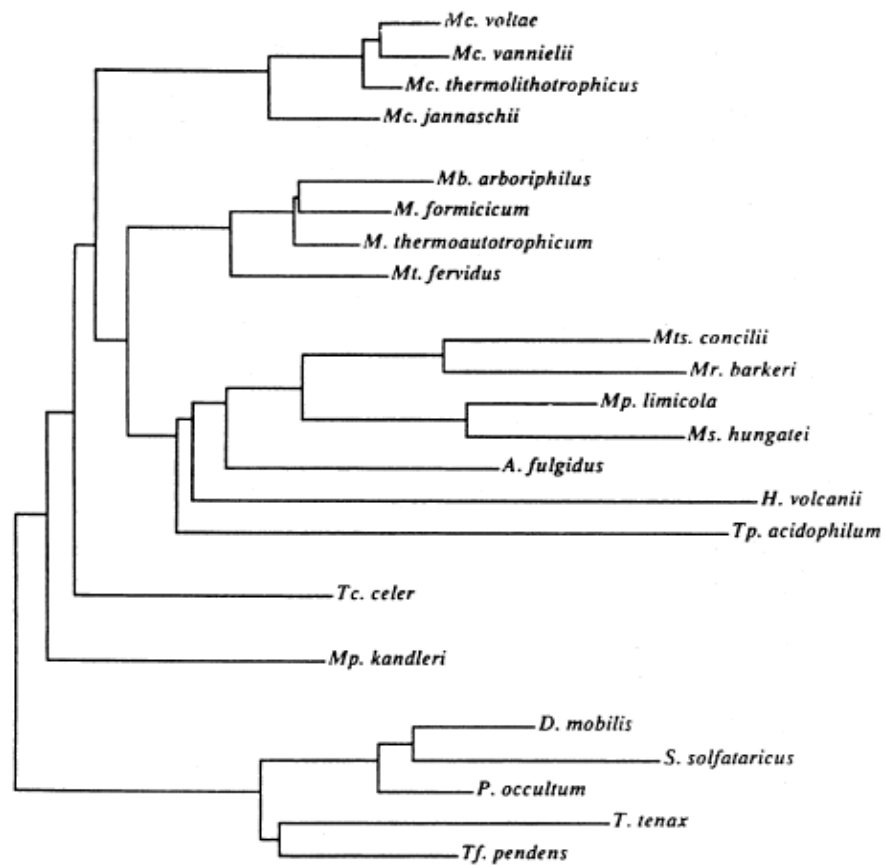 Mc. voltae
Mc. vannielii
Mc. thermolithotrophicus
Mc. jannaschii
Mb. arboriphilus
M. formicicum
M. thermoautotrophicum
Mt. fervidus
Mts. concilii
Mr. barkeri
Mp. limicola
Ms. hungatei
A. fulgidus
H. volcanii
Tp. acidophilum
Tc. celer
Mp. kandleri
D. mobilis
S. solfataricus
P. occultum
T. tenax
Tf. pendens